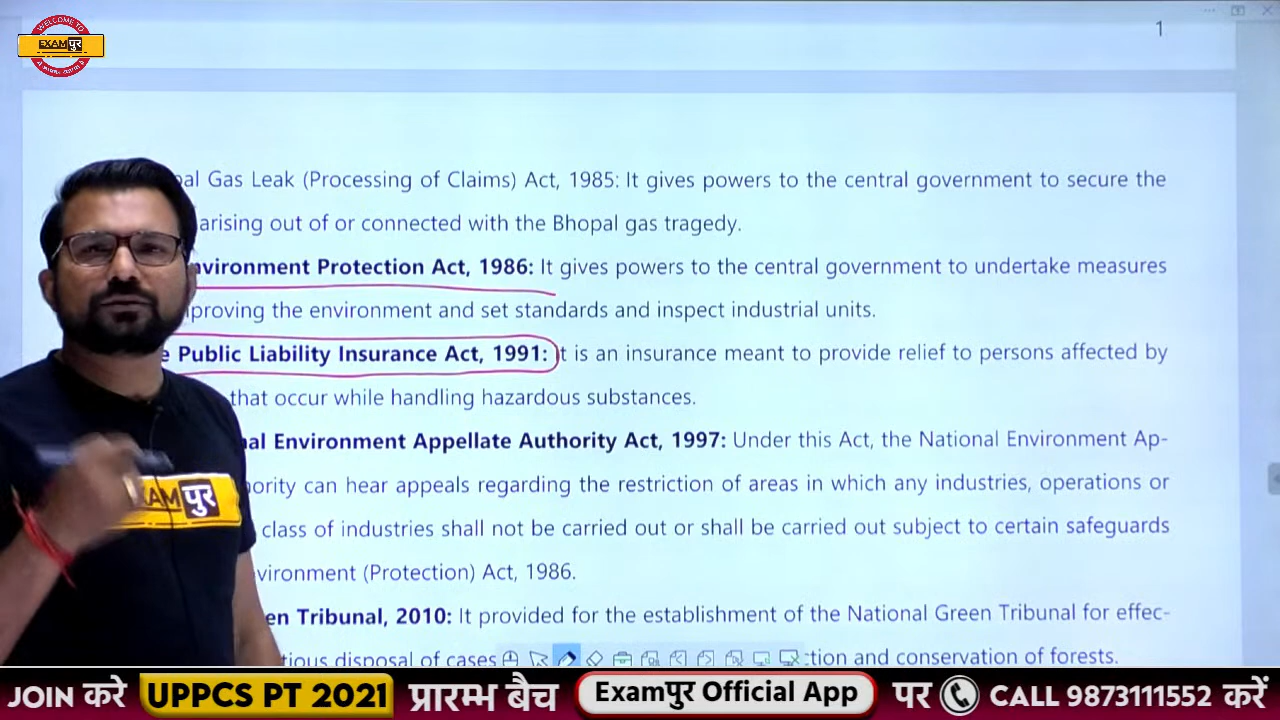 WELCOME TO
EXAMपुर
1
pal Gas Leak (Processing of Claims) Act, 1985: It gives powers to the central government to secure the
arising out of or connected with the Bhopal gas tragedy.
nvironment Protection Act, 1986: It gives powers to the central government to undertake measures
proving the environment and set standards and inspect industrial units.
e Public Liability Insurance Act, 1991: It is an insurance meant to provide relief to persons affected by
that occur while handling hazardous substances.
nal Environment Appellate Authority Act, 1997: Under this Act, the National Environment Ap-
hority can hear appeals regarding the restriction of areas in which any industries, operations or
class of industries shall not be carried out or shall be carried out subject to certain safeguards
vironment (Protection) Act, 1986.
en Tribunal, 2010: It provided for the establishment of the National Green Tribunal for effec-
tious disposal of cases ction and conservation of forests.
XAMपुर
JOIN करे UPPCS PT 2021 प्रारम्भ बैच Examपुर Official App पर CALL 9873111552 करें